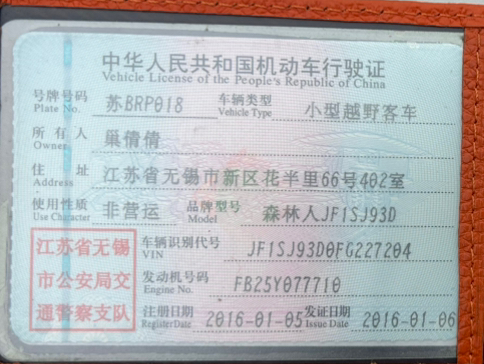 中华人民共和国机动车行驶证
Vehicle License of the People's Republic of China
号牌号码 苏BRP018 车辆类型 小型越野客车
Plate No. Vehicle Type
所有人 巢倩倩
Owner
住址 江苏省无锡市新区花半里66号402室
Address
使用性质 非营运 品牌型号 森林人JF1SJ93D
Use Character Model
江苏省无锡
市公安局交
通警察支队
车辆识别代号 JF1SJ93D0FG227204
VIN
发动机号码 FB25Y077710
Engine No.
注册日期 2016-01-05 发证日期 2016-01-06
Register Date Issue Date